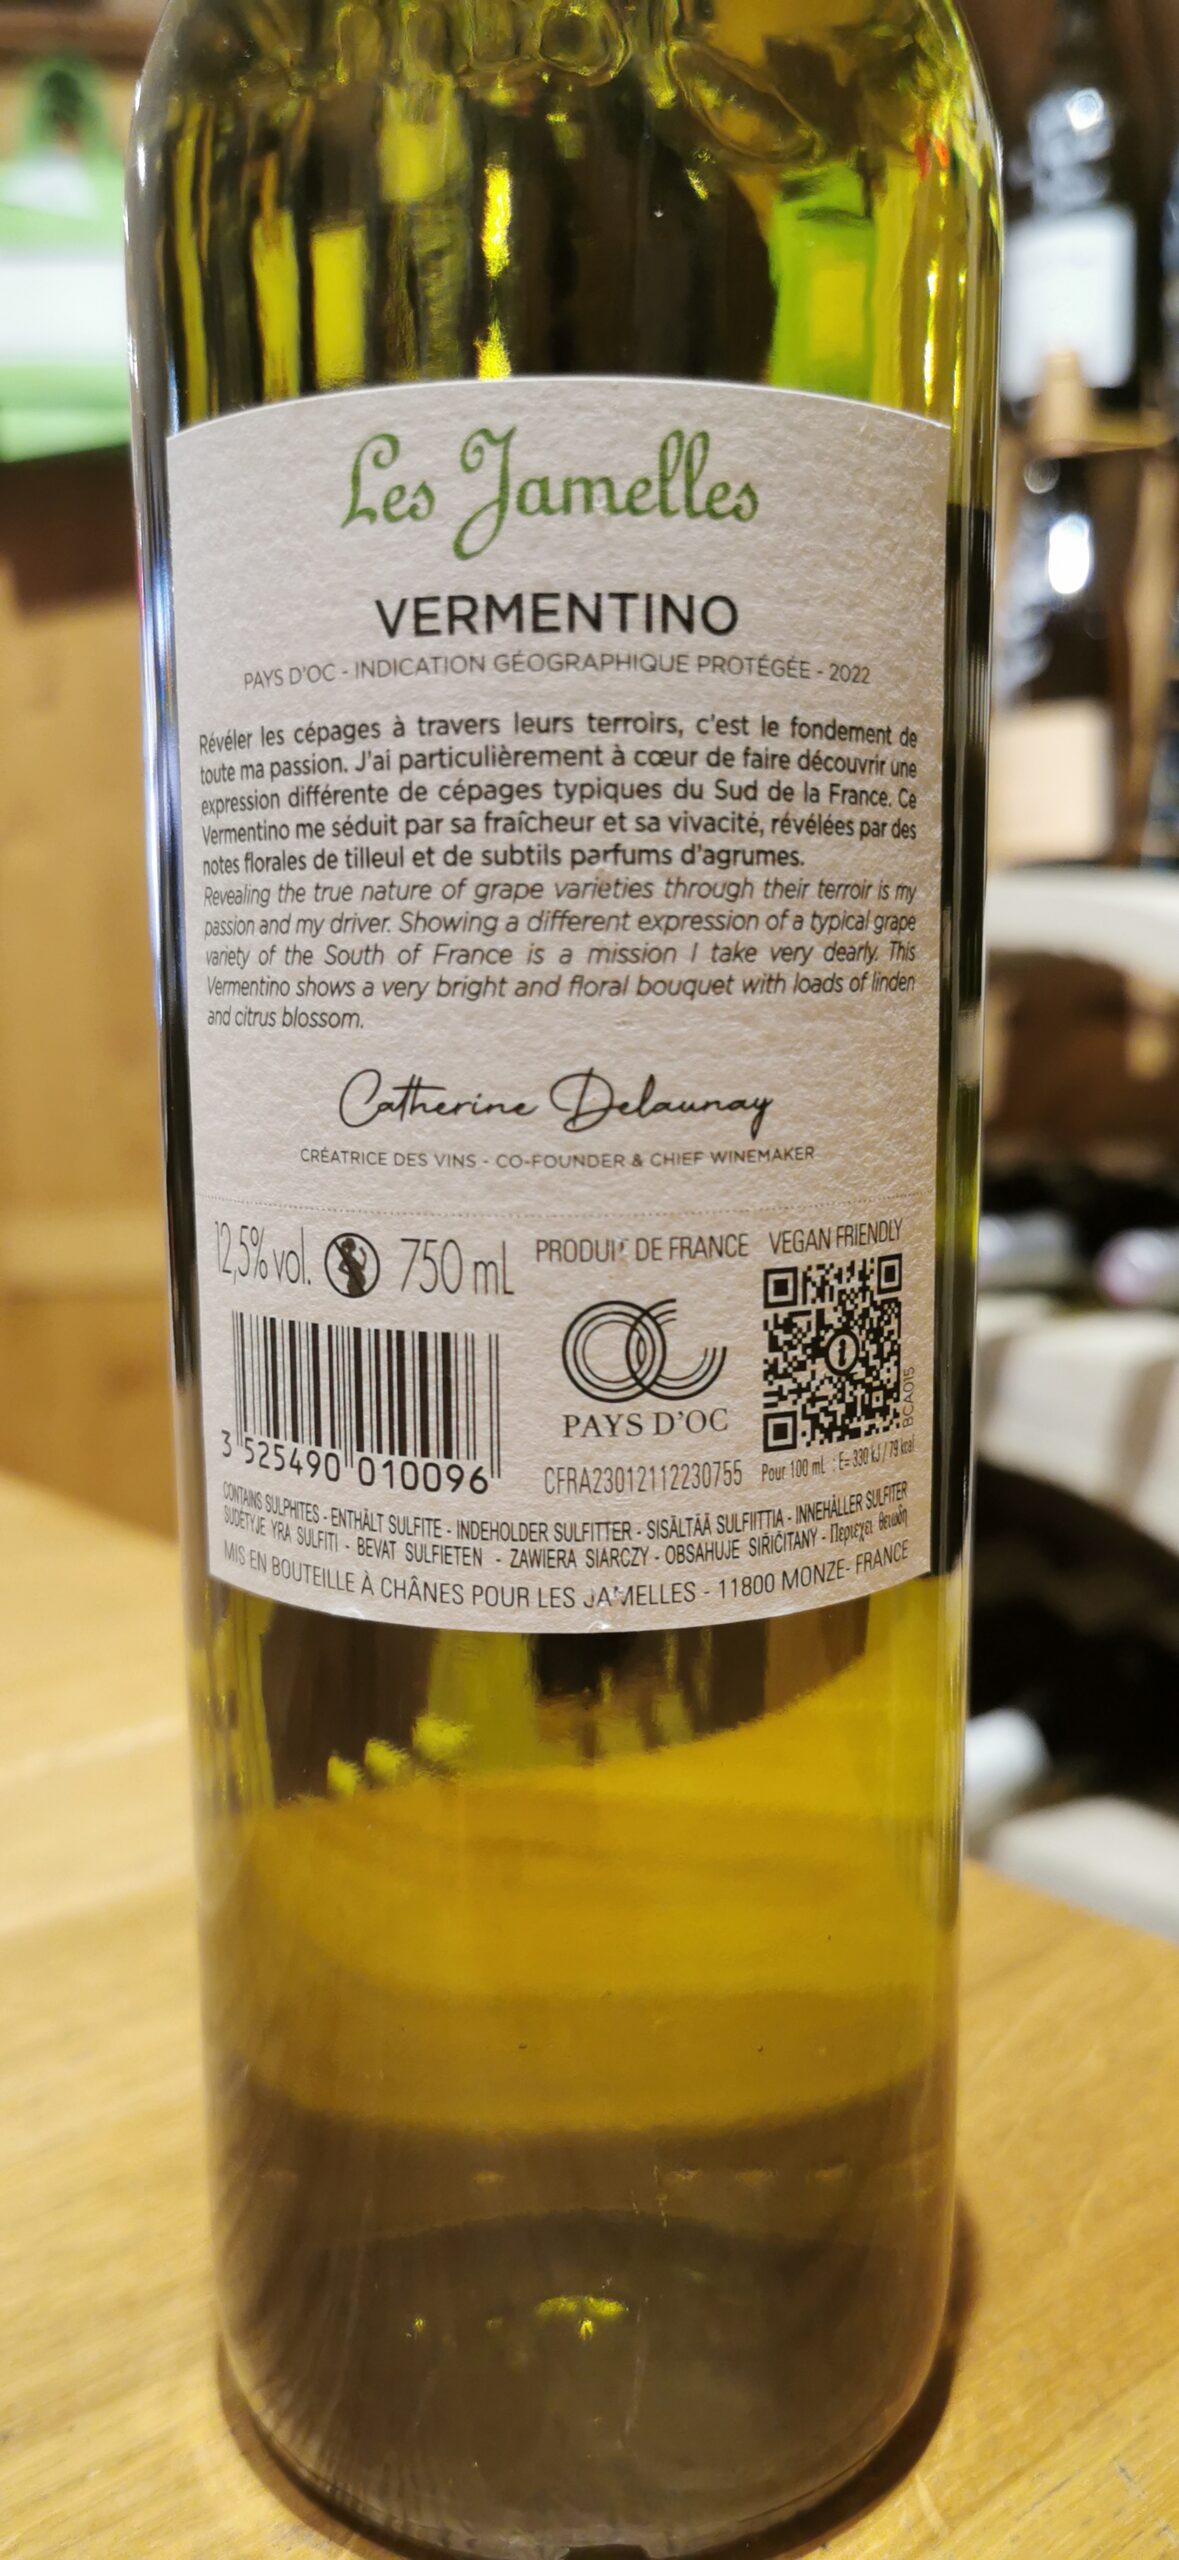 Les Jamelles
VERMENTINO
PAYS D'OC - INDICATION GÉOGRAPHIQUE PROTÉGÉE - 2022
Révéler les cépages à travers leurs terroirs, c'est le fondement de
toute ma passion. J'ai particulièrement à cœur de faire découvrir une
expression différente de cépages typiques du Sud de la France. Ce
Vermentino me séduit par sa fraîcheur et sa vivacité, révélées par des
notes florales de tilleul et de subtils parfums d'agrumes.
Revealing the true nature of grape varieties through their terroir is my
passion and my driver. Showing a different expression of a typical grape
variety of the South of France is a mission I take very dearly. This
Vermentino shows a very bright and floral bouquet with loads of linden
and citrus blossom.
Catherine Delaunay
CRÉATRICE DES VINS - CO-FOUNDER & CHIEF WINEMAKER
12,5% vol. 750 mL
PRODUIT DE FRANCE
VEGAN FRIENDLY
PAYS D'OC
BCA015
3 525490 010096
CFRA23012112230755
Pour 100 mL : E= 330 kJ / 79 kcal
CONTAINS SULPHITES - ENTHÄLT SULFITE - INDEHOLDER SULFITTER - SISÄLTÄÄ SULFIITTIA - INNEHÅLLER SULFITER
SUDĖTYJE YRA SULFITI - BEVAT SULFIETEN - ZAWIERA SIARCZY - OBSAHUJE SIŘIČITANY - Περιέχει θειώδη
MIS EN BOUTEILLE À CHÂNES POUR LES JAMELLES - 11800 MONZE- FRANCE